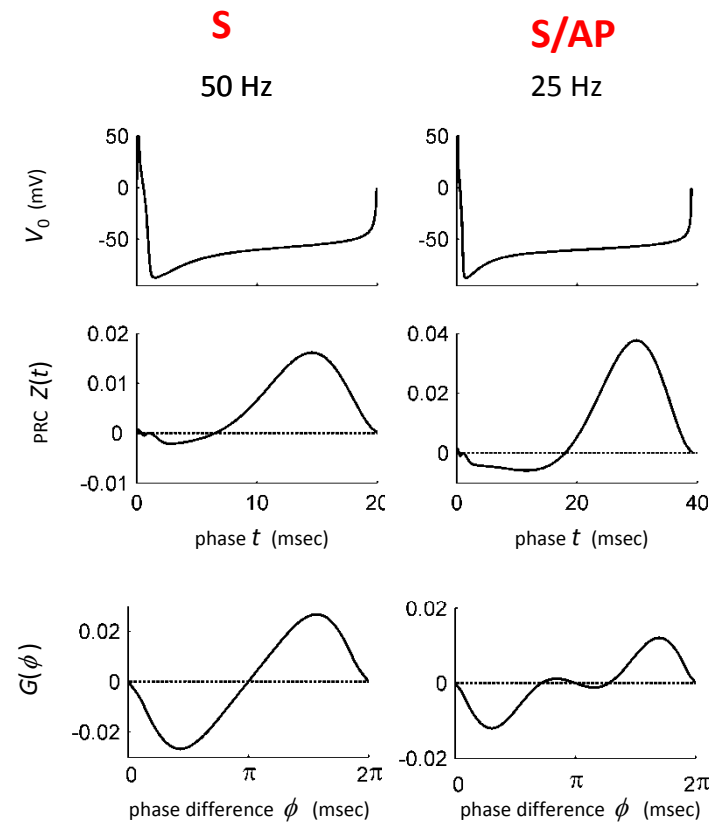 S S/AP
50 Hz 25 Hz
50 50
0 0
-50 -50
V0 (mV)
0.02 0.04
0.01 0.02
0 0
-0.01 -0.02
PRC Z(t)
0 10 20 0 20 40
phase t (msec) phase t (msec)
0.02 0.02
0 0
-0.02 -0.02
G(ϕ)
0 π 2π 0 π 2π
phase difference ϕ (msec) phase difference ϕ (msec)